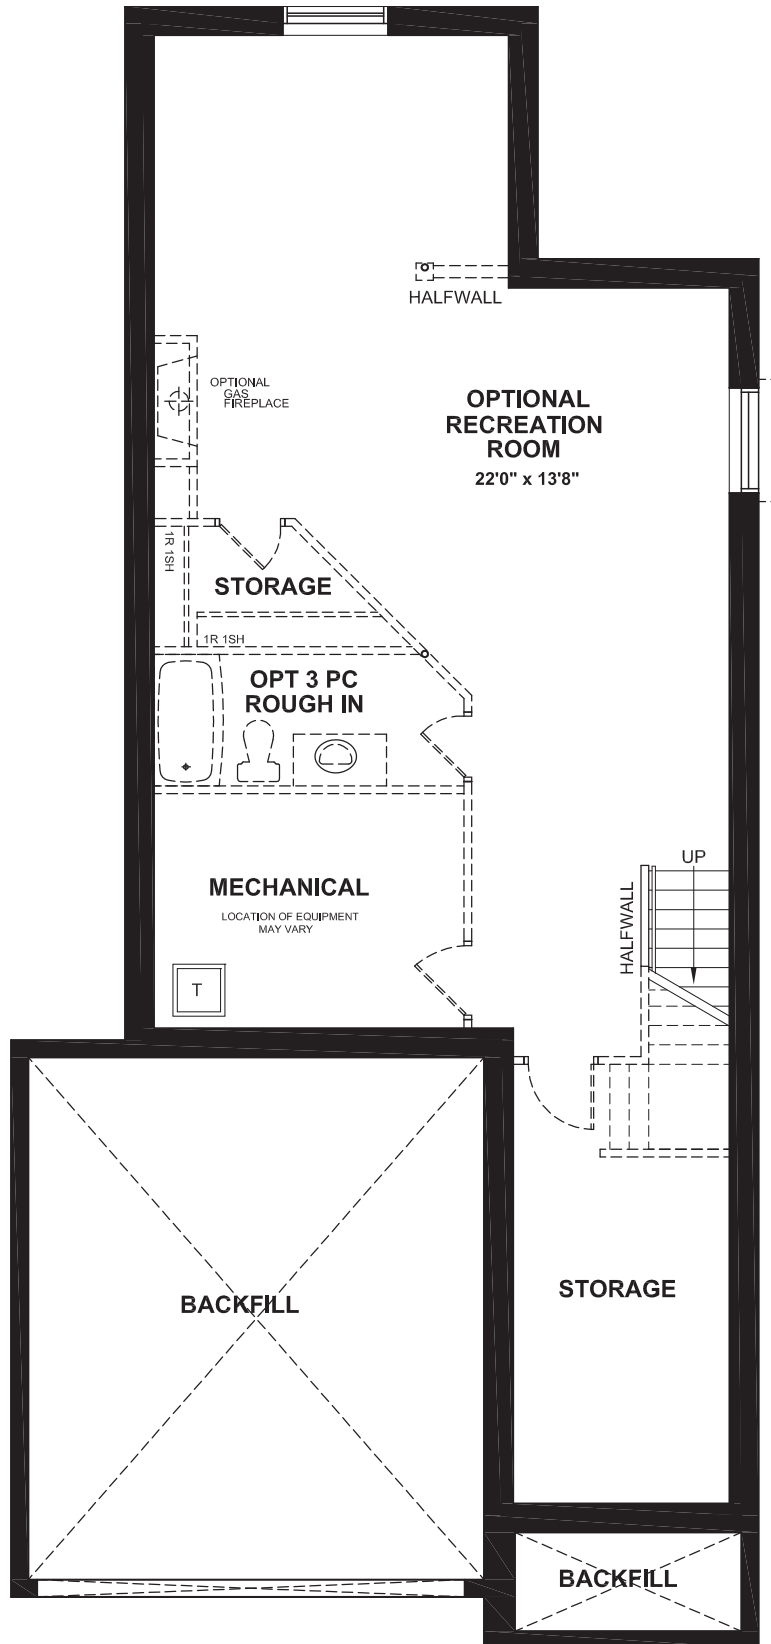 HALFWALL
OPTIONAL
GAS
FIREPLACE
OPTIONAL
RECREATION
ROOM
22'0" x 13'8"
1R 1SH
STORAGE
1R 1SH
OPT 3 PC
ROUGH IN
UP
MECHANICAL
LOCATION OF EQUIPMENT
MAY VARY
HALFWALL
T
STORAGE
BACKFILL
BACKFILL